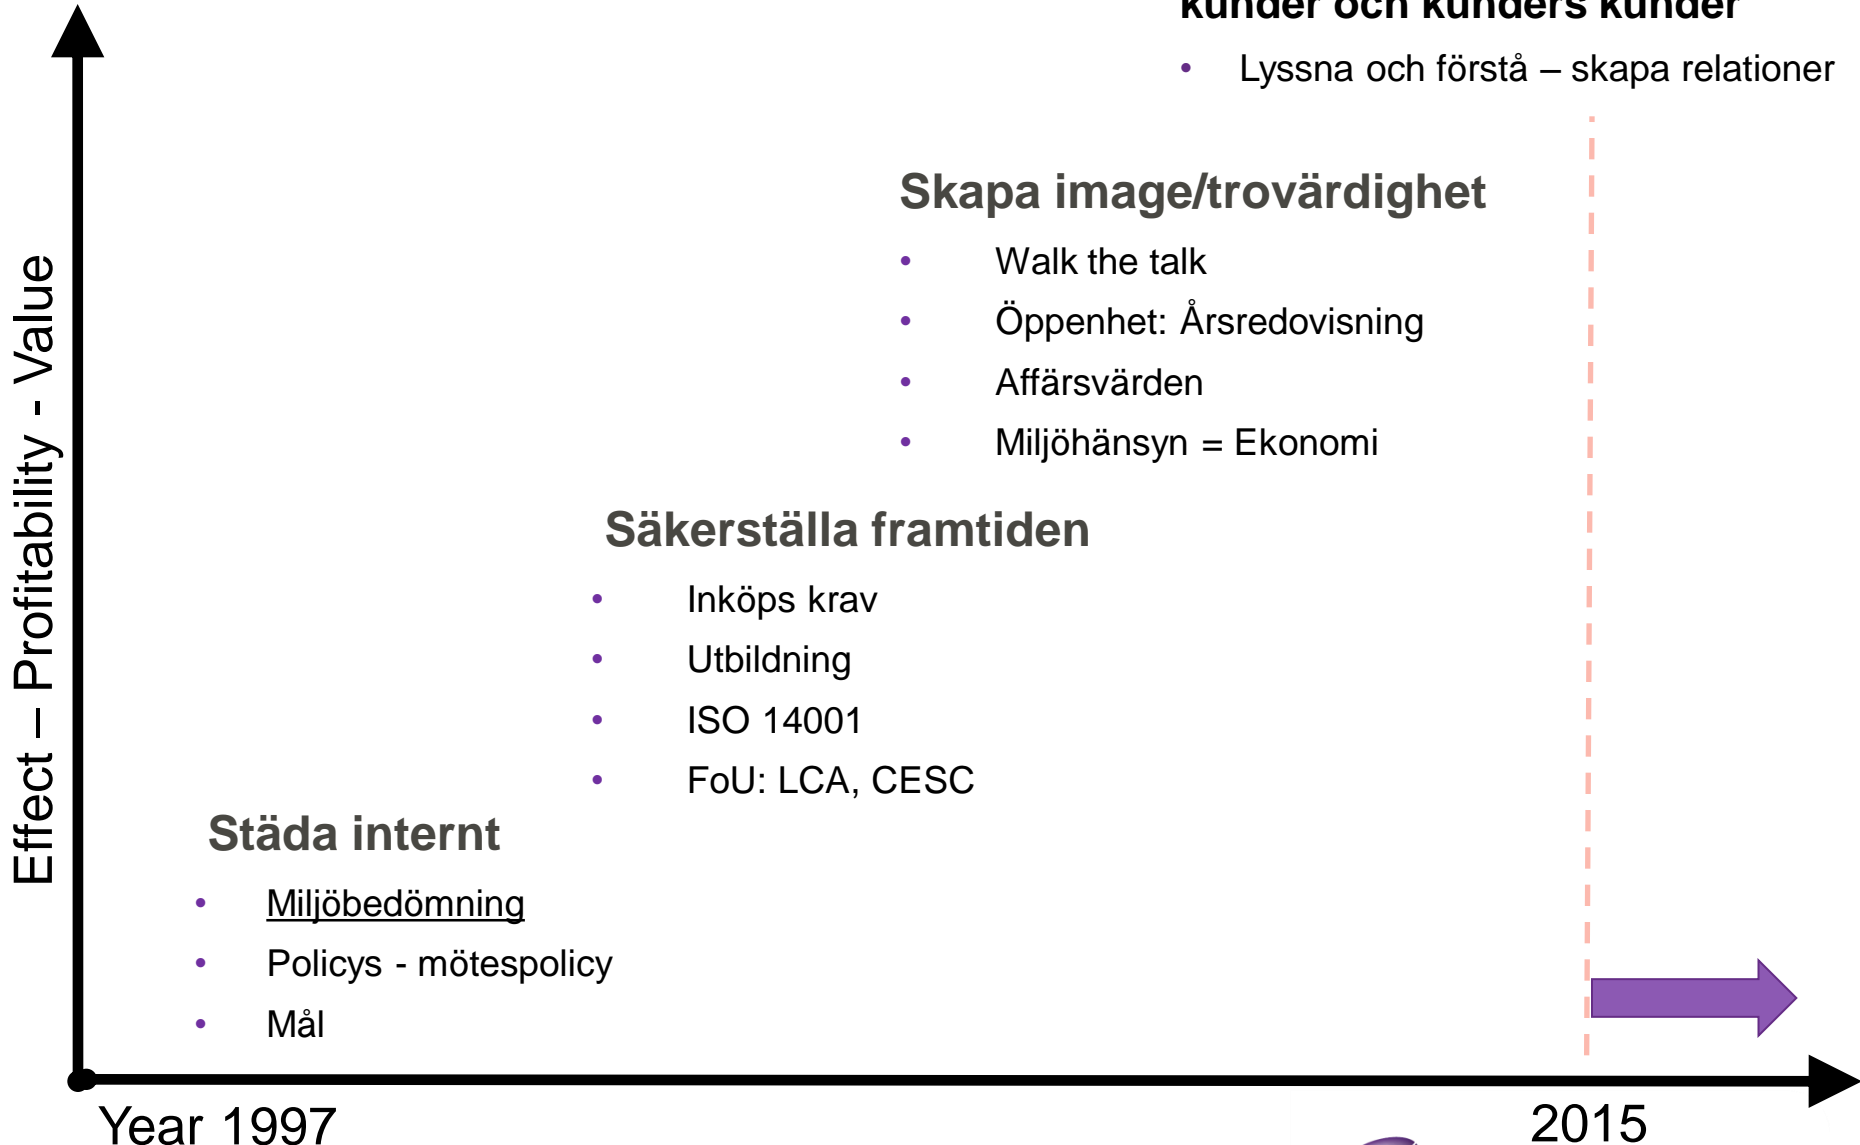 kunder och kunders kunder
• Lyssna och förstå – skapa relationer
Skapa image/trovärdighet
• Walk the talk
• Öppenhet: Årsredovisning
• Affärsvärden
• Miljöhänsyn = Ekonomi
Säkerställa framtiden
• Inköps krav
• Utbildning
• ISO 14001
• FoU: LCA, CESC
Städa internt
• Miljöbedömning
• Policys - mötespolicy
• Mål
Effect – Profitability - Value
Year 1997
2015